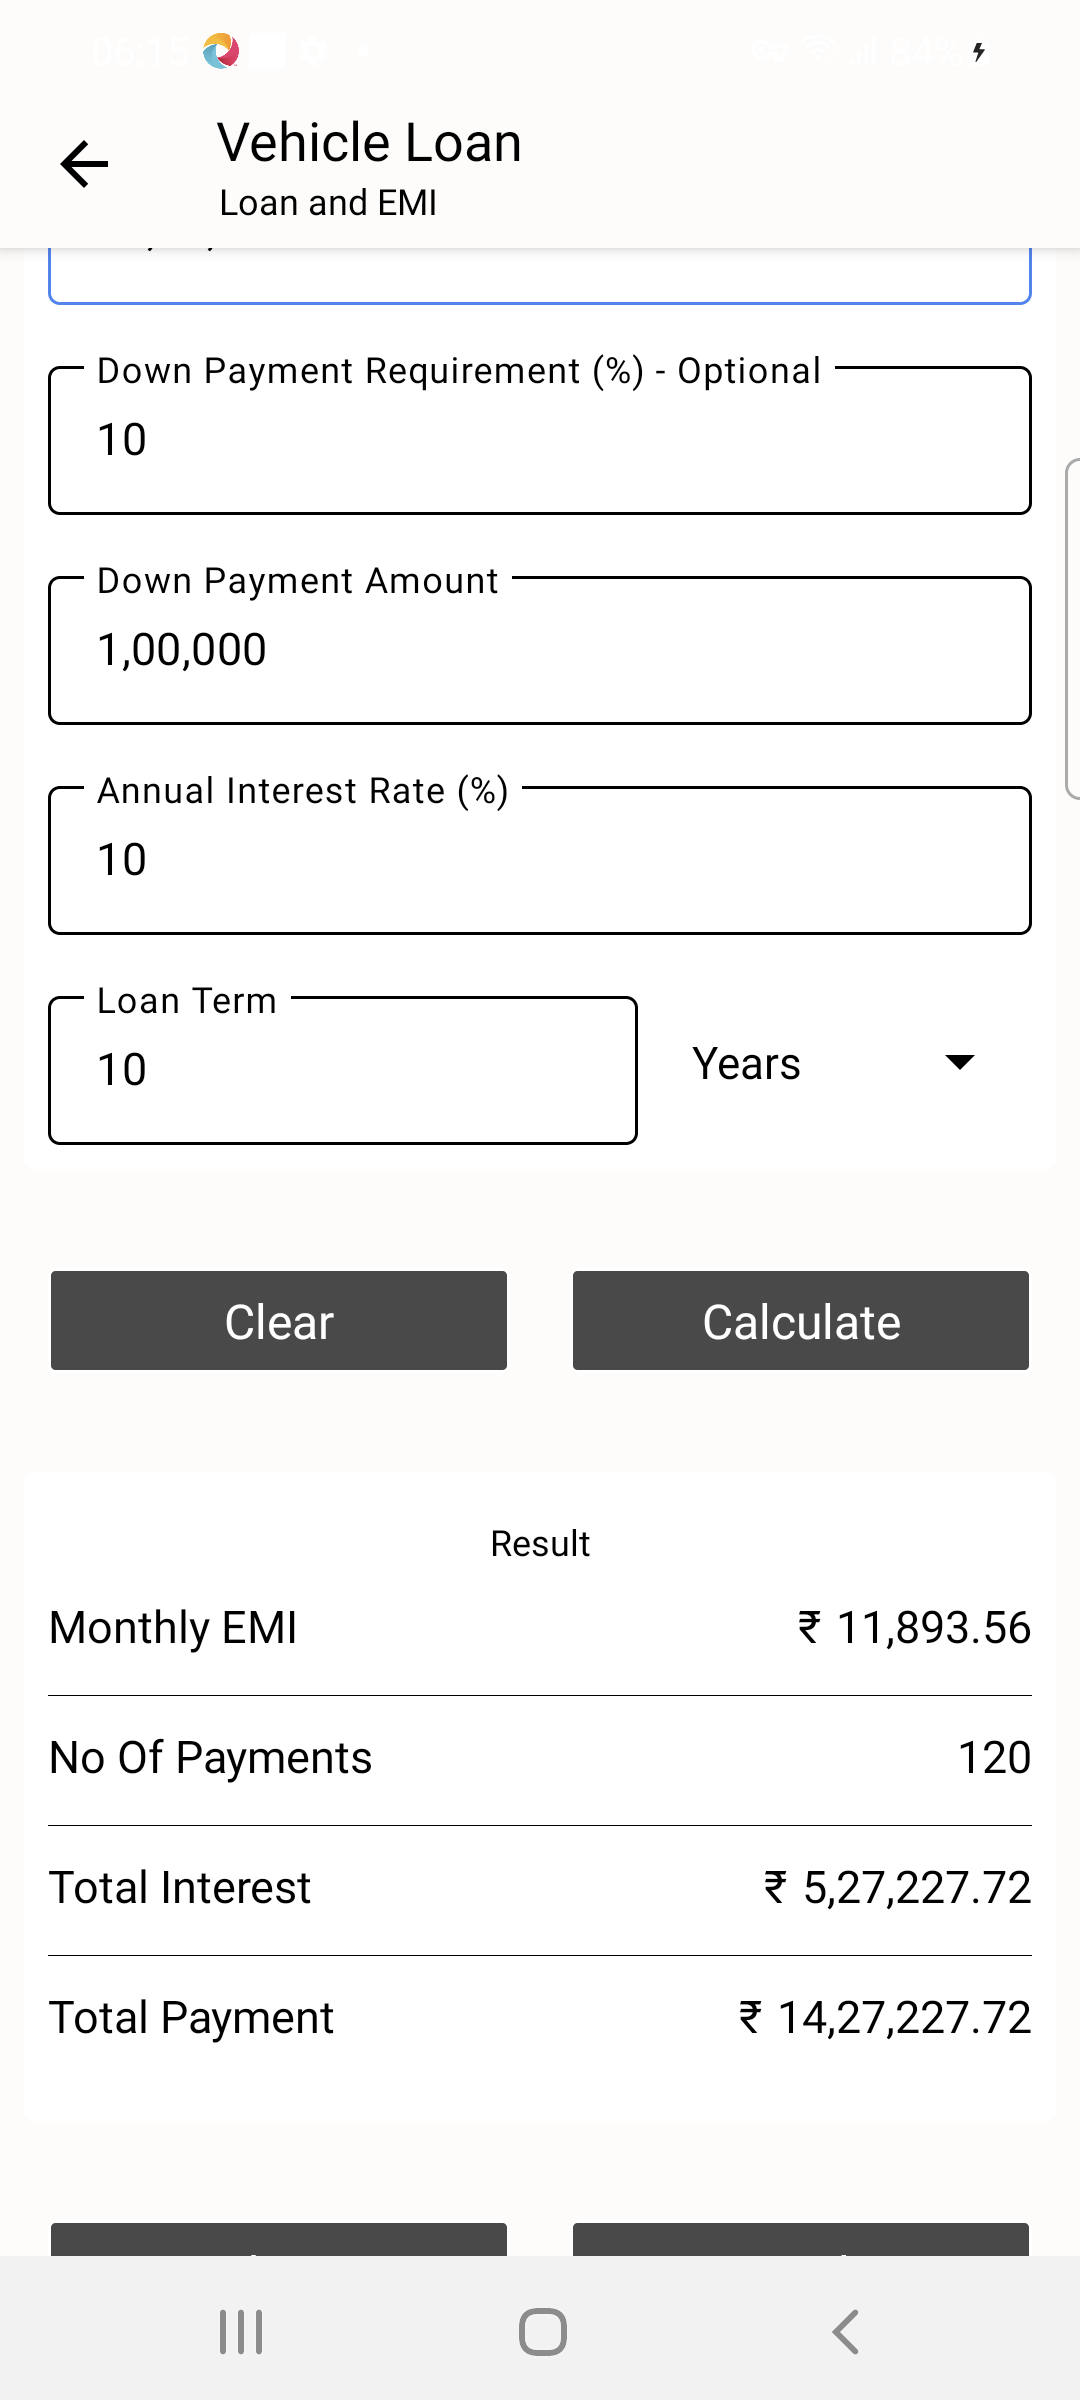 06:15
84%
Vehicle Loan
Loan and EMI
Down Payment Requirement (%) - Optional
10
Down Payment Amount
1,00,000
Annual Interest Rate (%)
10
Loan Term
10
Years
Clear
Calculate
Result
Monthly EMI
₹ 11,893.56
No Of Payments
120
Total Interest
₹ 5,27,227.72
Total Payment
₹ 14,27,227.72